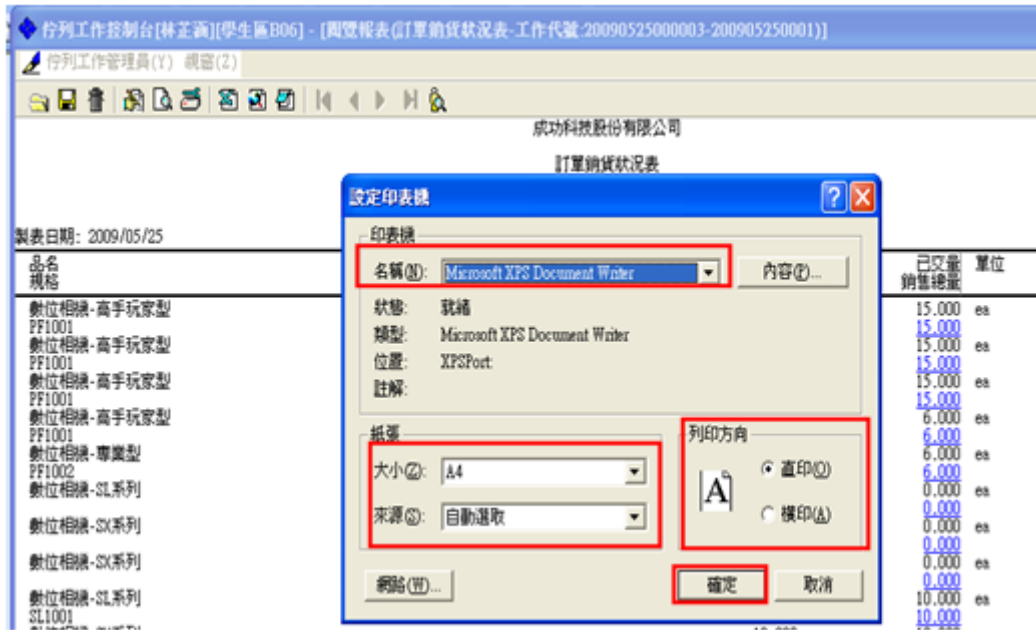 佇列工作控制台[林芷涵][學生區B06] - [閱覽報表(訂單銷貨狀況表-工作代號:20090525000003-200905250001)]
佇列工作管理員(Y) 視窗(Z)
成功科技股份有限公司
訂單銷貨狀況表
製表日期: 2009/05/25
品名 已交量 單位
規格 銷售總量
數位相機-高手玩家型 15.000 ea
PF1001 15.000
數位相機-高手玩家型 15.000 ea
PF1001 15.000
數位相機-高手玩家型 15.000 ea
PF1001 15.000
數位相機-高手玩家型 6.000 ea
PF1001 6.000
數位相機-專業型 6.000 ea
PF1002 6.000
數位相機-SL系列 0.000 ea
0.000
數位相機-SX系列 0.000 ea
0.000
數位相機-SX系列 0.000 ea
0.000
數位相機-SL系列 10.000 ea
SL1001 10.000
設定印表機
印表機
名稱(N): Microsoft XPS Document Writer 內容(P)...
狀態: 就緒
類型: Microsoft XPS Document Writer
位置: XPSPort:
註解:
紙張
大小(Z): A4
來源(S): 自動選取
列印方向
A
直印(O)
橫印(A)
網路(W)... 確定 取消